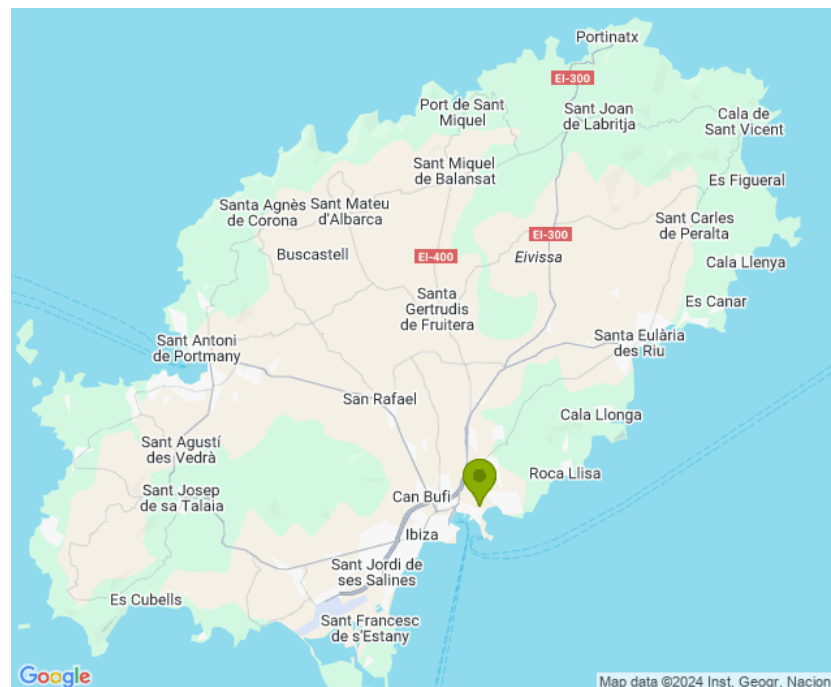 Portinatx
EI-300
Port de Sant
Miquel
Sant Joan
de Labritja
Cala de
Sant Vicent
Sant Miquel
de Balansat
Es Figueral
Santa Agnès
de Corona
Sant Mateu
d'Albarca
Sant Carles
de Peralta
EI-300
Buscastell
EI-400
Eivissa
Cala Llenya
Santa
Gertrudis
de Fruitera
Es Canar
Sant Antoni
de Portmany
Santa Eulària
des Riu
San Rafael
Cala Llonga
Sant Agustí
des Vedrà
Roca Llisa
Sant Josep
de sa Talaia
Can Bufí
Ibiza
Sant Jordi de
ses Salines
Es Cubells
Sant Francesc
de s'Estany
Google
Map data ©2024 Inst. Geogr. Nacion